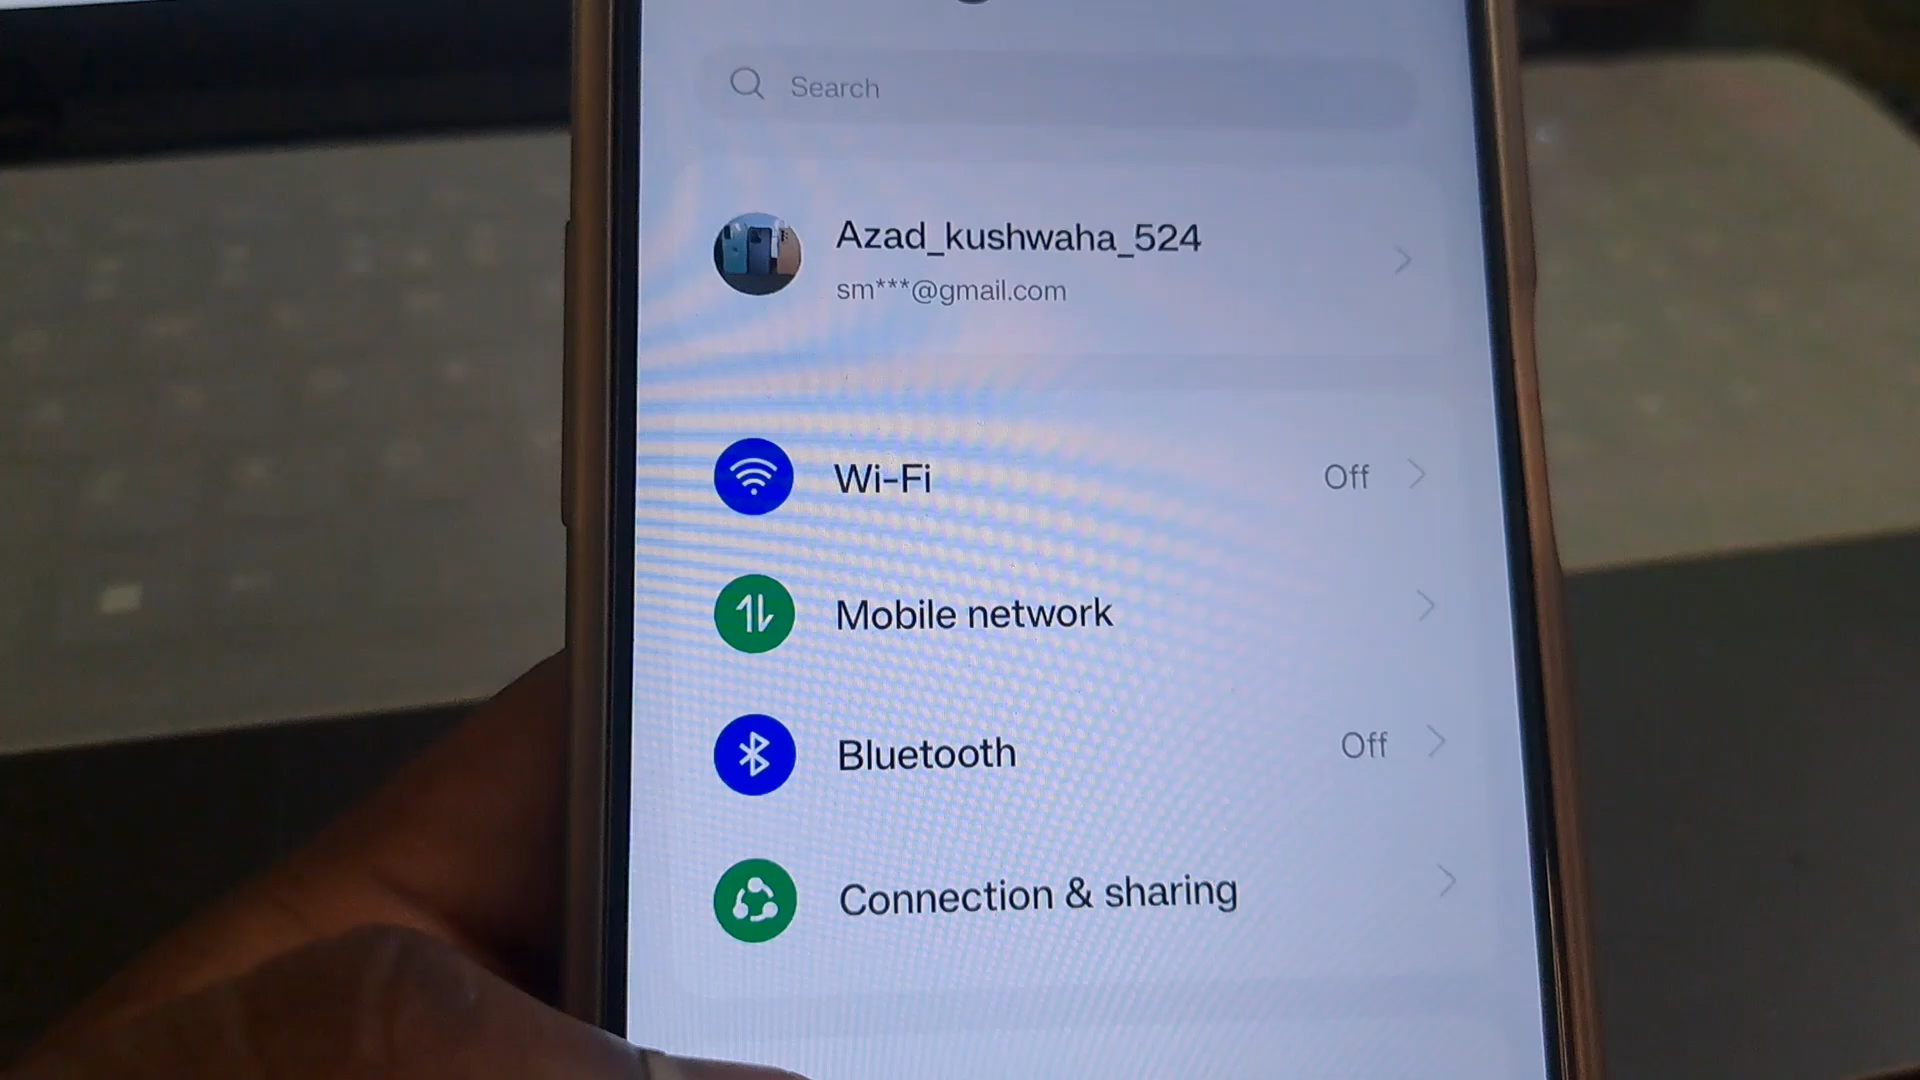 Search
Azad_kushwaha_524
sm***@gmail.com
Wi-Fi Off
Mobile network
Bluetooth Off
Connection & sharing